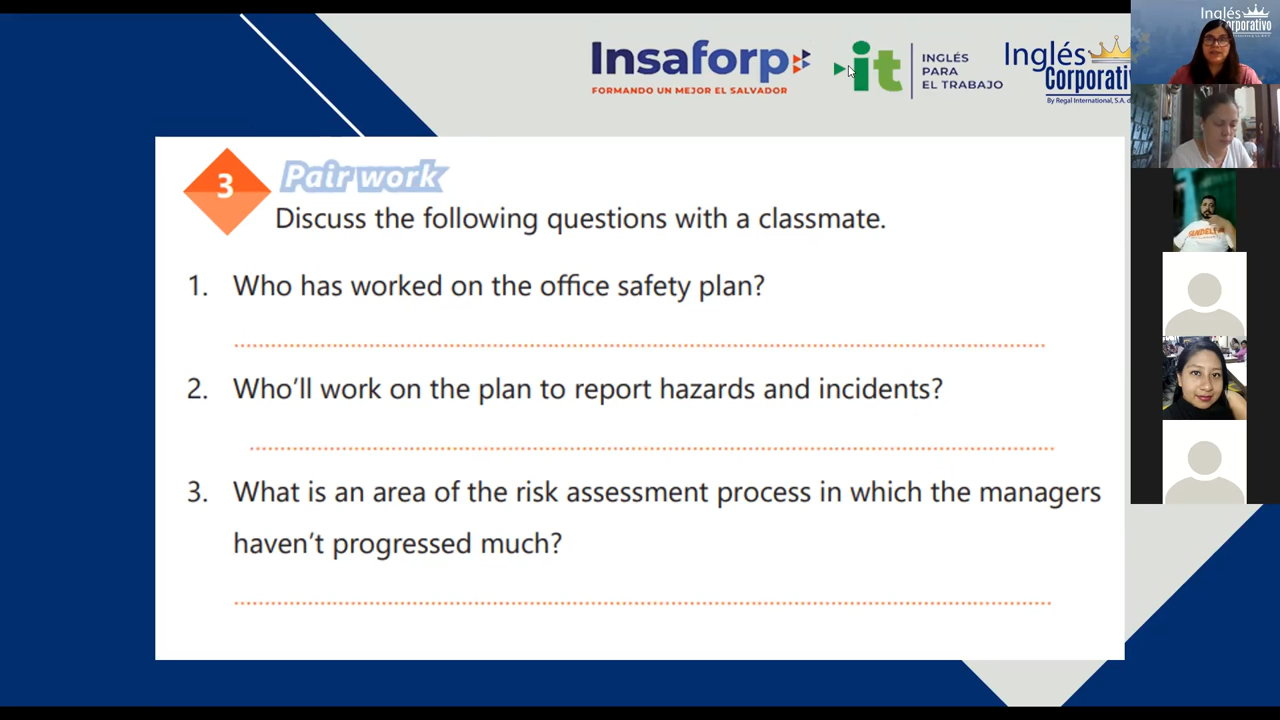 Insaforp
FORMANDO UN MEJOR EL SALVADOR
it
INGLÉS
PARA
EL TRABAJO
Inglés
Corporativ
By Regal International, S.A. d
Inglés
Corporativo
3
Pair work
Discuss the following questions with a classmate.
1. Who has worked on the office safety plan?
2. Who'll work on the plan to report hazards and incidents?
3. What is an area of the risk assessment process in which the managers
haven't progressed much?